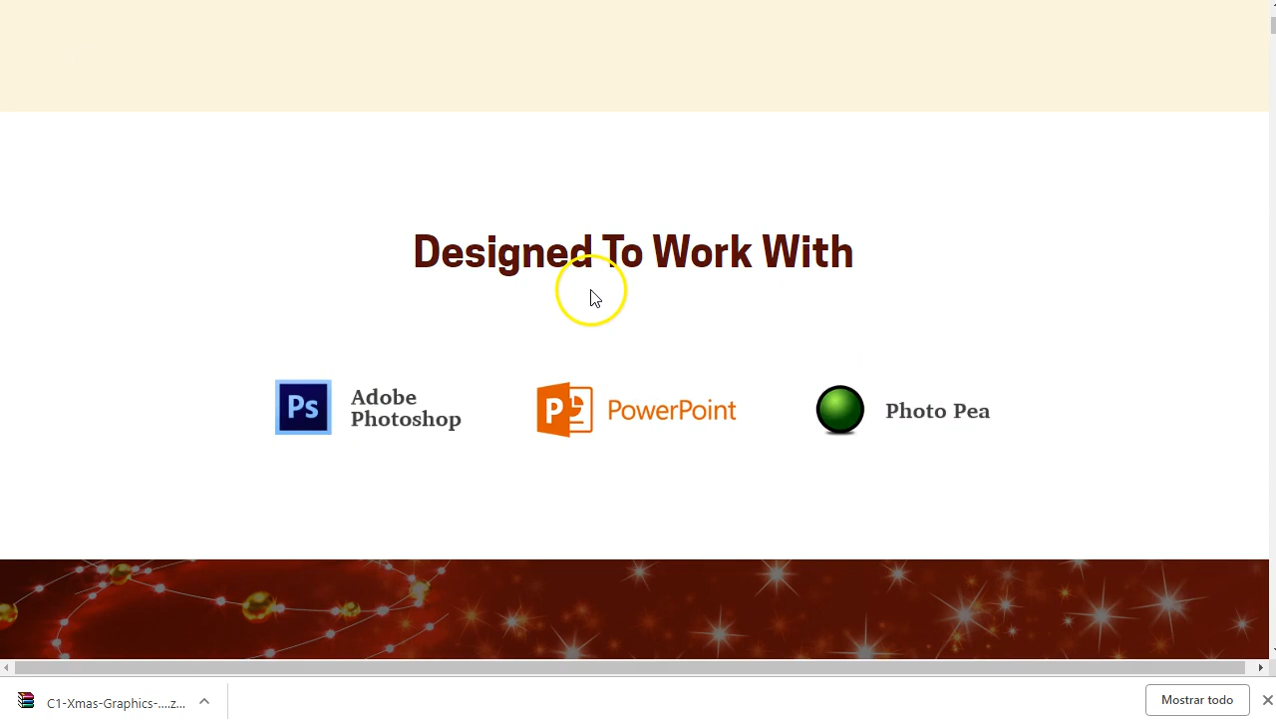 Designed To Work With
Ps
Adobe
Photoshop
P
PowerPoint
Photo Pea
C1-Xmas-Graphics-....z...
Mostrar todo